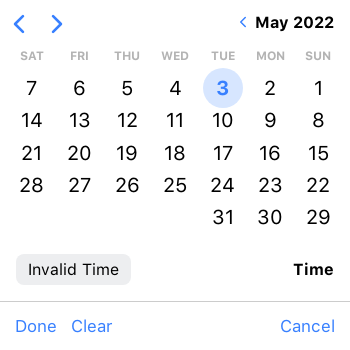 May 2022
SAT FRI THU WED TUE MON SUN
7 6 5 4 3 2 1
14 13 12 11 10 9 8
21 20 19 18 17 16 15
28 27 26 25 24 23 22
31 30 29
Invalid Time Time
Done Clear Cancel